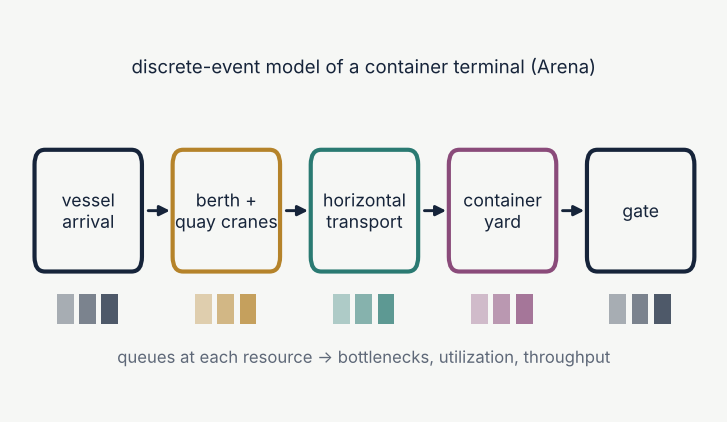 discrete-event model of a container terminal (Arena)
vessel
arrival
berth +
quay cranes
horizontal
transport
container
yard
gate
queues at each resource → bottlenecks, utilization, throughput